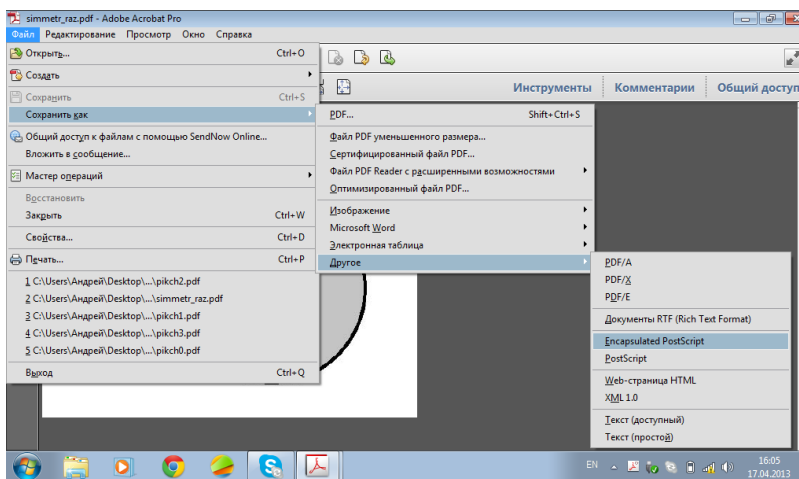 simmetr_raz.pdf - Adobe Acrobat Pro
Файл Редактирование Просмотр Окно Справка
Открыть... Ctrl+O
Создать
Сохранить Ctrl+S
Инструменты Комментарии Общий доступ
Сохранить как
PDF... Shift+Ctrl+S
Общий доступ к файлам с помощью SendNow Online...
Файл PDF уменьшенного размера...
Вложить в сообщение...
Сертифицированный файл PDF...
Мастер операций
Файл PDF Reader с расширенными возможностями
Оптимизированный файл PDF...
Восстановить
Изображение
Закрыть Ctrl+W
Microsoft Word
Свойства... Ctrl+D
Электронная таблица
Печать... Ctrl+P
Другое
1 C:\Users\Андрей\Desktop\...\pikch2.pdf
2 C:\Users\Андрей\Desktop\...\simmetr_raz.pdf
3 C:\Users\Андрей\Desktop\...\pikch1.pdf
4 C:\Users\Андрей\Desktop\...\pikch3.pdf
5 C:\Users\Андрей\Desktop\...\pikch0.pdf
Выход Ctrl+Q
PDF/A
PDF/X
PDF/E
Документы RTF (Rich Text Format)
Encapsulated PostScript
PostScript
Web-страница HTML
XML 1.0
Текст (доступный)
Текст (простой)
EN 16:05
17.04.2013